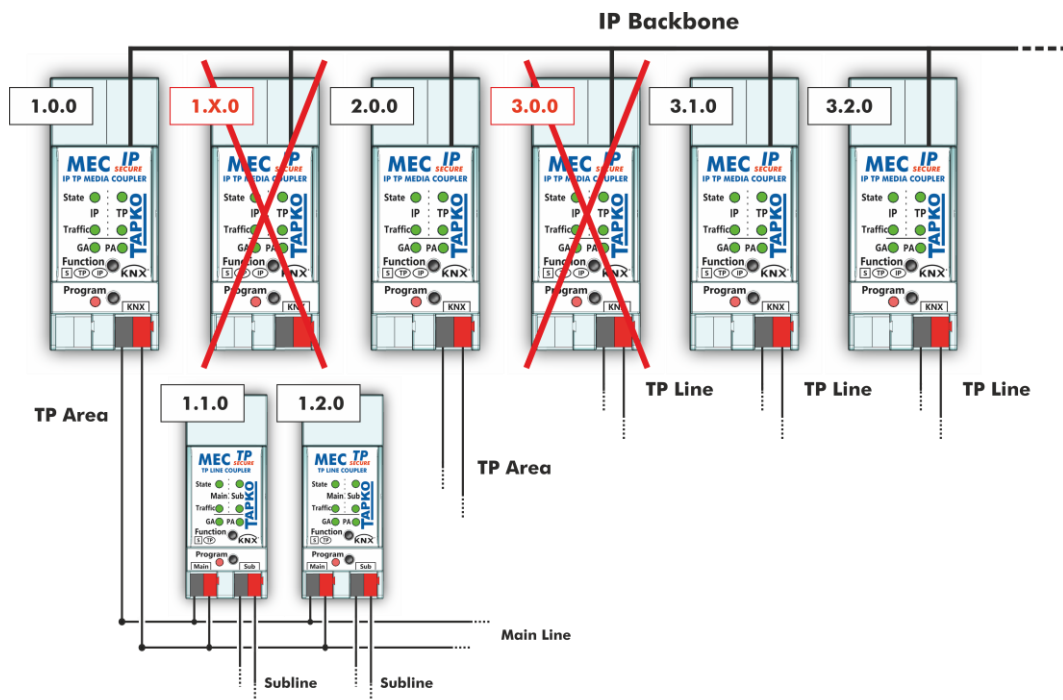 IP Backbone
1.0.0
1.X.0
2.0.0
3.0.0
3.1.0
3.2.0
MEC IP SECURE
IP TP MEDIA COUPLER
State
IP TP
Traffic
GA PA
TAPKO
Function
S TP IP KNX
Program
KNX
MEC IP SECURE
IP TP MEDIA COUPLER
State
IP TP
Traffic
GA PA
TAPKO
Function
S TP IP KNX
Program
KNX
MEC IP SECURE
IP TP MEDIA COUPLER
State
IP TP
Traffic
GA PA
TAPKO
Function
S TP IP KNX
Program
KNX
MEC IP SECURE
IP TP MEDIA COUPLER
State
IP TP
Traffic
GA PA
TAPKO
Function
S TP IP KNX
Program
KNX
MEC IP SECURE
IP TP MEDIA COUPLER
State
IP TP
Traffic
GA PA
TAPKO
Function
S TP IP KNX
Program
KNX
MEC IP SECURE
IP TP MEDIA COUPLER
State
IP TP
Traffic
GA PA
TAPKO
Function
S TP IP KNX
Program
KNX
TP Line
TP Line
TP Line
TP Area
TP Area
1.1.0
1.2.0
MEC TP SECURE
TP LINE COUPLER
State
Main Sub
Traffic
GA PA
TAPKO
Function
S TP KNX
Program
Main Sub
MEC TP SECURE
TP LINE COUPLER
State
Main Sub
Traffic
GA PA
TAPKO
Function
S TP KNX
Program
Main Sub
Main Line
Subline
Subline